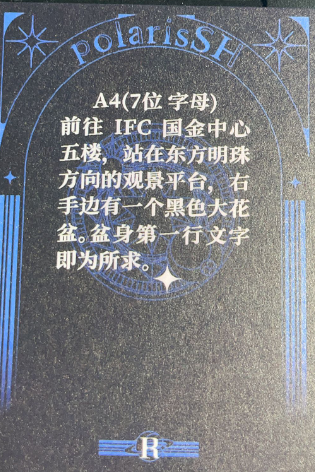 polarisSH
A4(7位 字母)
前往 IFC 国金中心
五楼，站在东方明珠
方向的观景平台，右
手边有一个黑色大花
盆。盆身第一行文字
即为所求。
R